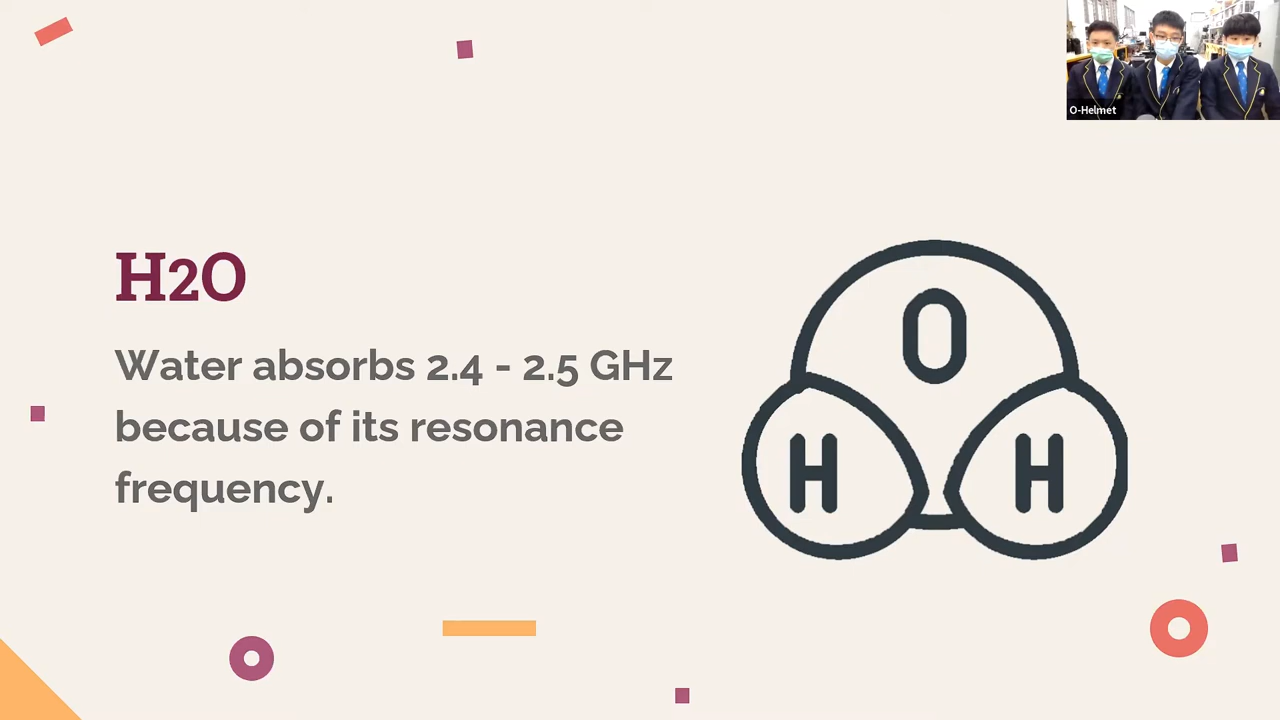 O-Helmet
H2O
Water absorbs 2.4 - 2.5 GHz
because of its resonance
frequency.
O
H H